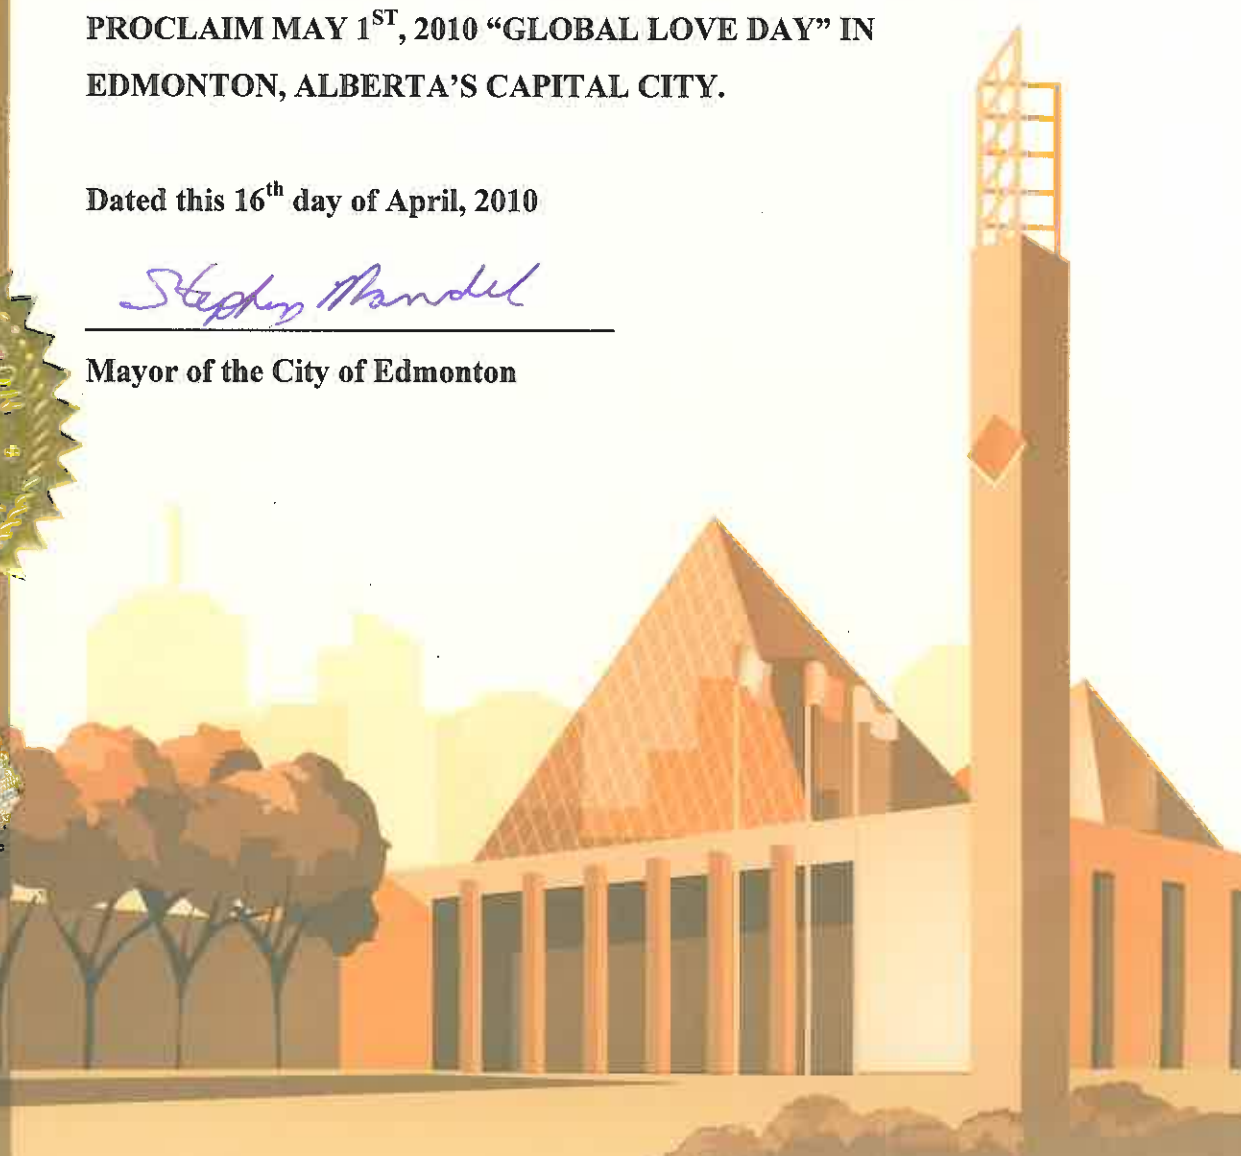 PROCLAIM MAY 1ST, 2010 “GLOBAL LOVE DAY” IN
EDMONTON, ALBERTA’S CAPITAL CITY.
Dated this 16th day of April, 2010
Stephen Mandel
Mayor of the City of Edmonton